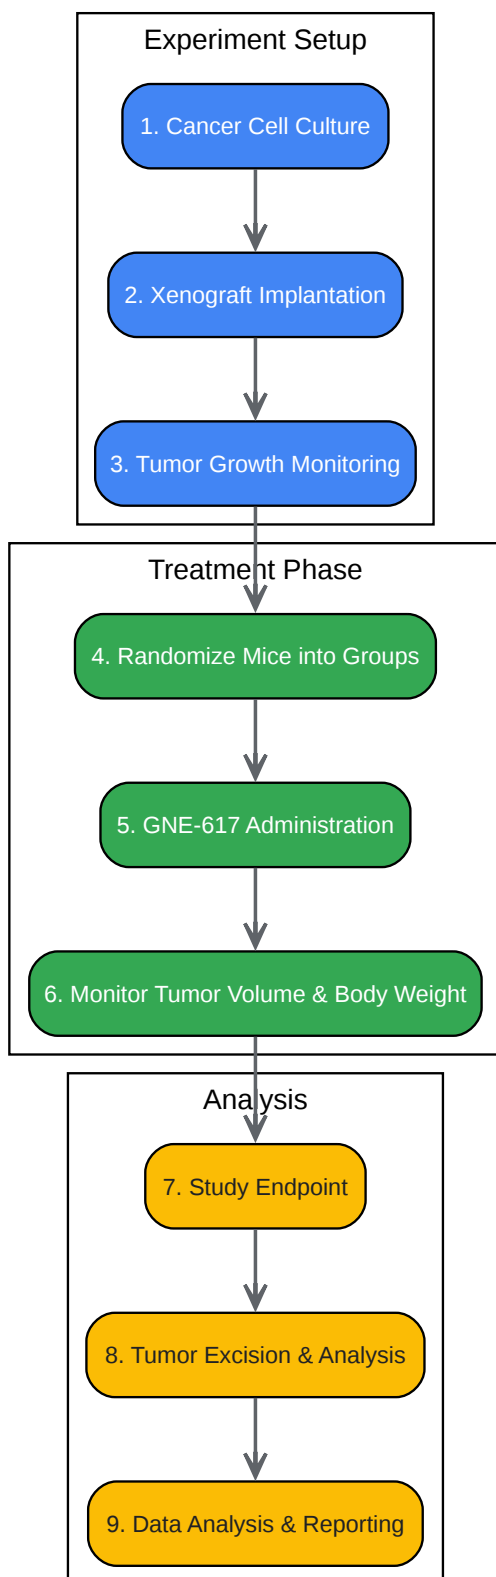 Experiment Setup
1. Cancer Cell Culture
2. Xenograft Implantation
3. Tumor Growth Monitoring
Treatment Phase
4. Randomize Mice into Groups
5. GNE-617 Administration
6. Monitor Tumor Volume & Body Weight
Analysis
7. Study Endpoint
8. Tumor Excision & Analysis
9. Data Analysis & Reporting